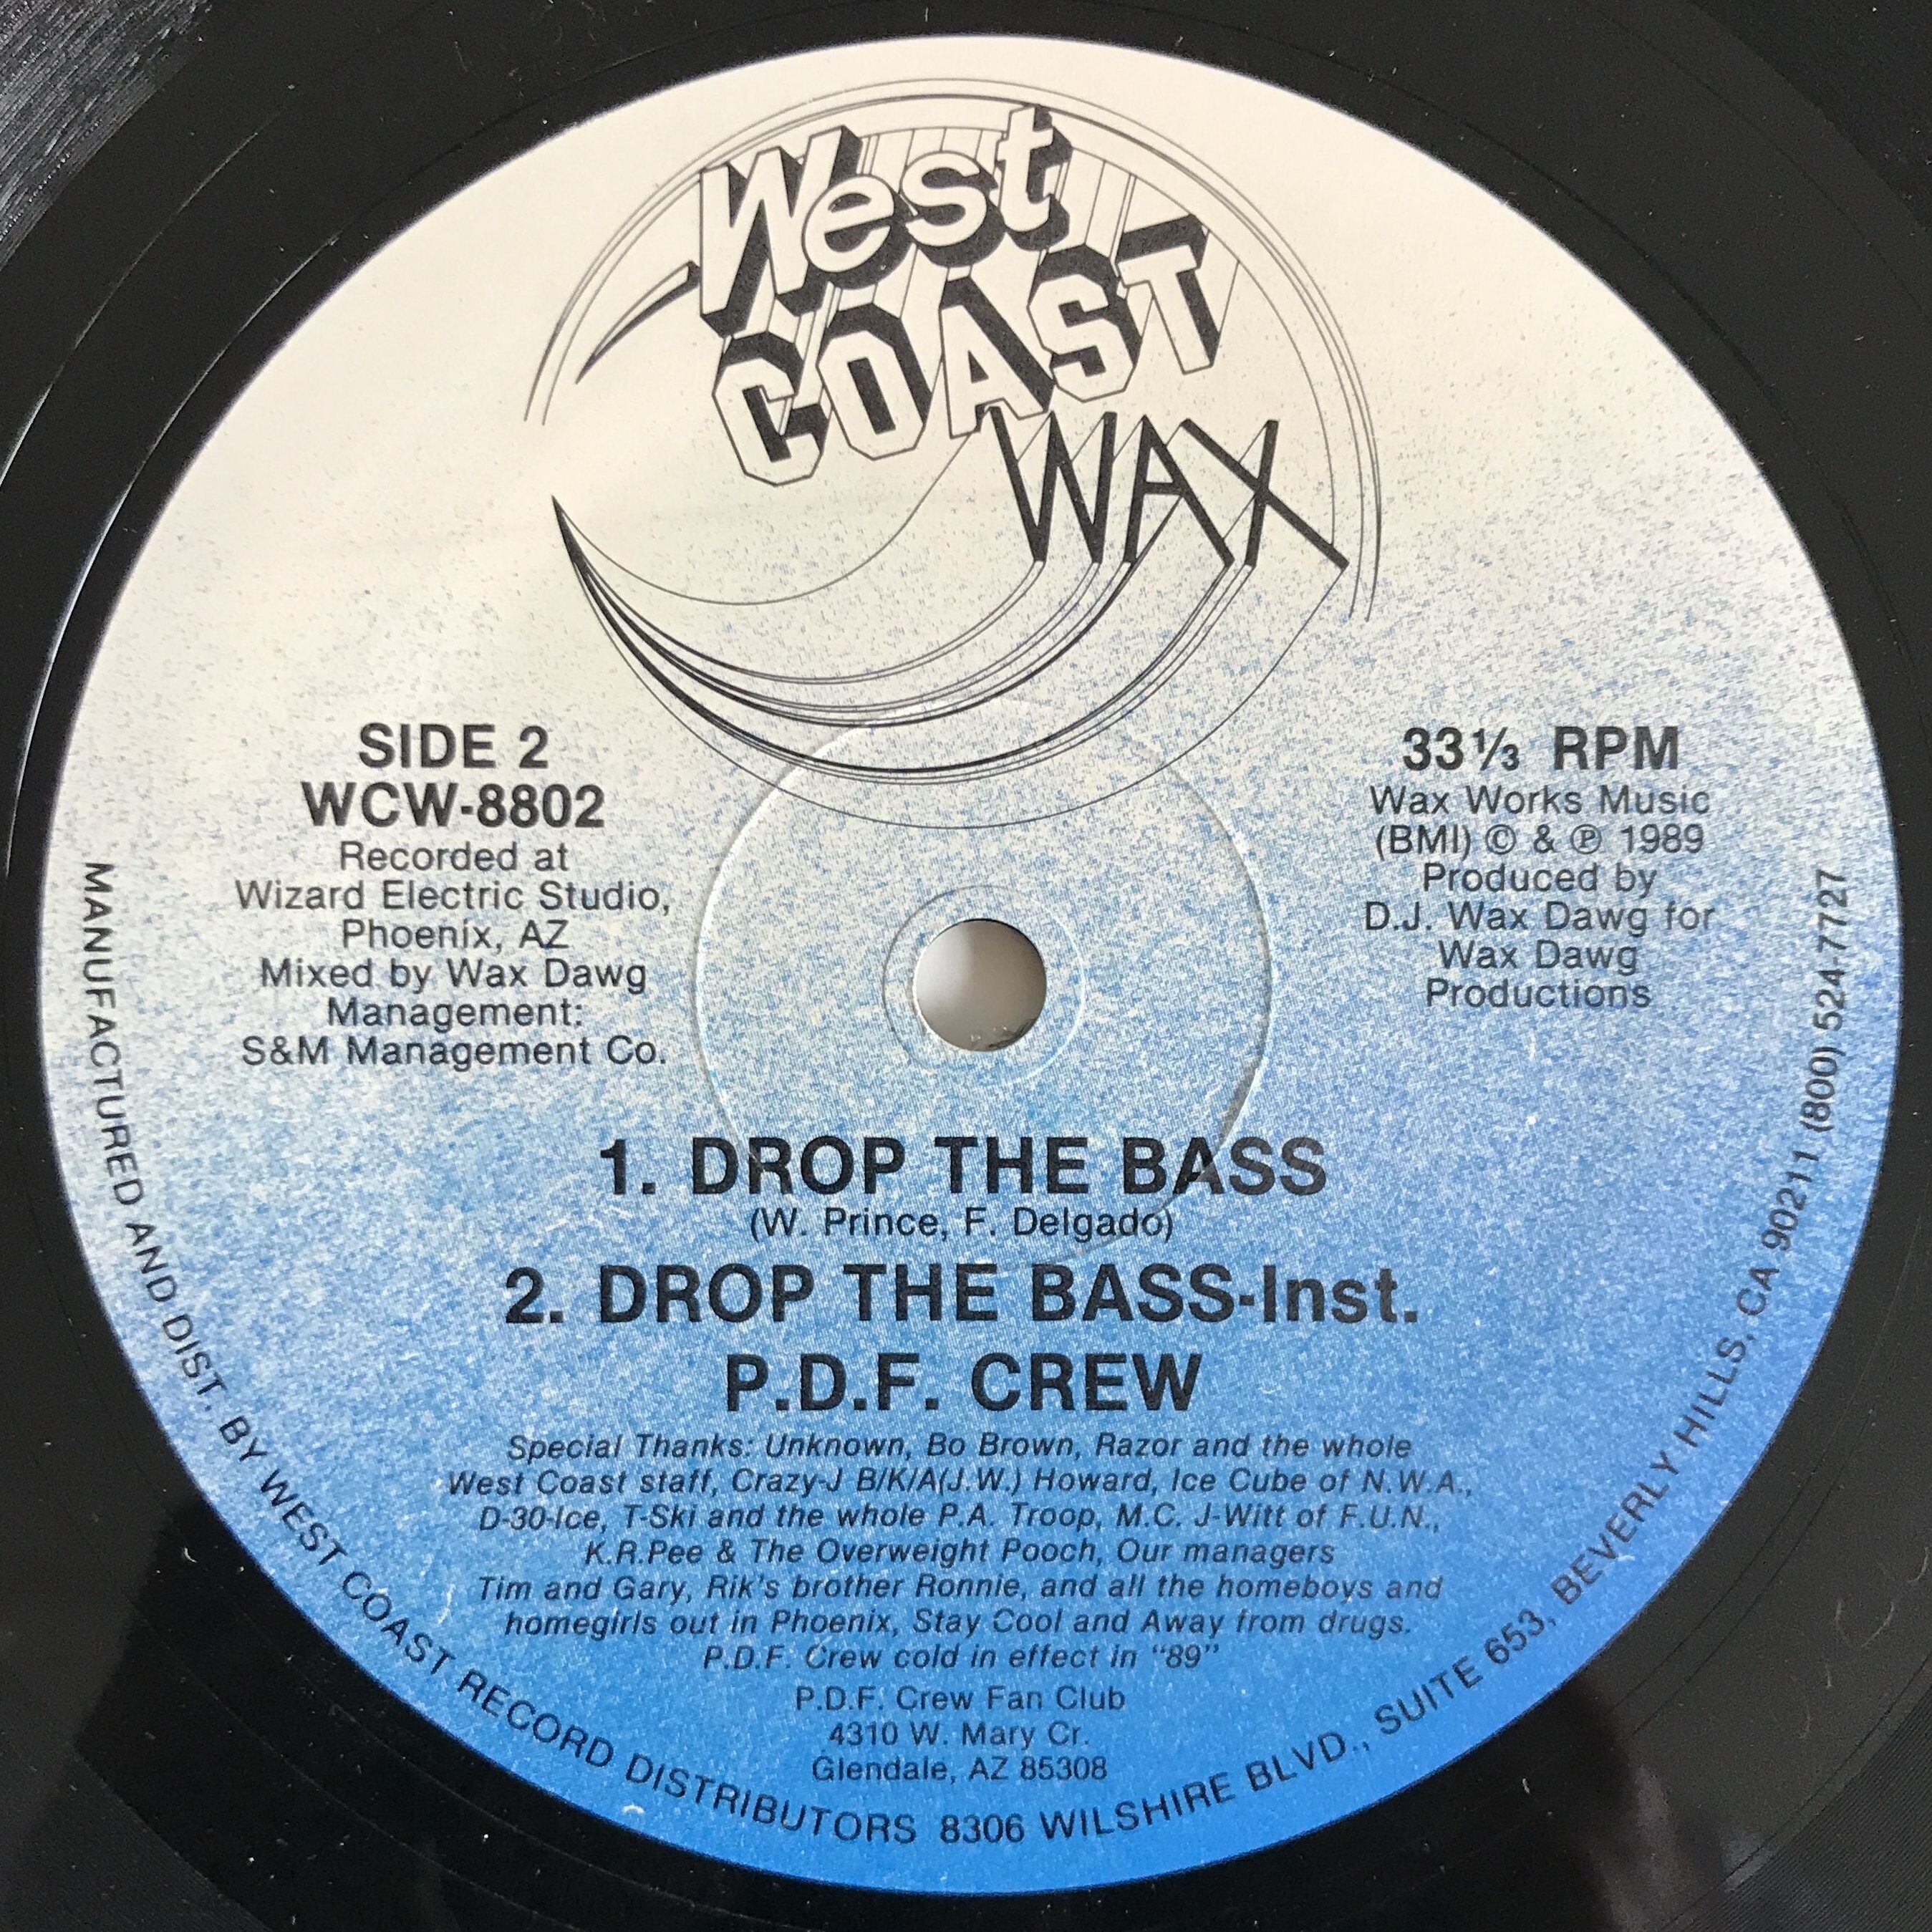 West
COAST
WAX
SIDE 2
WCW-8802
Recorded at
Wizard Electric Studio,
Phoenix, AZ
Mixed by Wax Dawg
Management:
S&M Management Co.
33⅓ RPM
Wax Works Music
(BMI) © & ℗ 1989
Produced by
D.J. Wax Dawg for
Wax Dawg
Productions
1. DROP THE BASS
(W. Prince, F. Delgado)
2. DROP THE BASS-Inst.
P.D.F. CREW
Special Thanks: Unknown, Bo Brown, Razor and the whole
West Coast staff, Crazy-J B/K/A(J.W.) Howard, Ice Cube of N.W.A.,
D-30-Ice, T-Ski and the whole P.A. Troop, M.C. J-Witt of F.U.N.,
K.R.Pee & The Overweight Pooch, Our managers
Tim and Gary, Rik's brother Ronnie, and all the homeboys and
homegirls out in Phoenix, Stay Cool and Away from drugs.
P.D.F. Crew cold in effect in "89"
P.D.F. Crew Fan Club
4310 W. Mary Cr.
Glendale, AZ 85308
MANUFACTURED AND DIST. BY WEST COAST RECORD DISTRIBUTORS 8306 WILSHIRE BLVD., SUITE 653, BEVERLY HILLS, CA 90211 (800) 524-7727